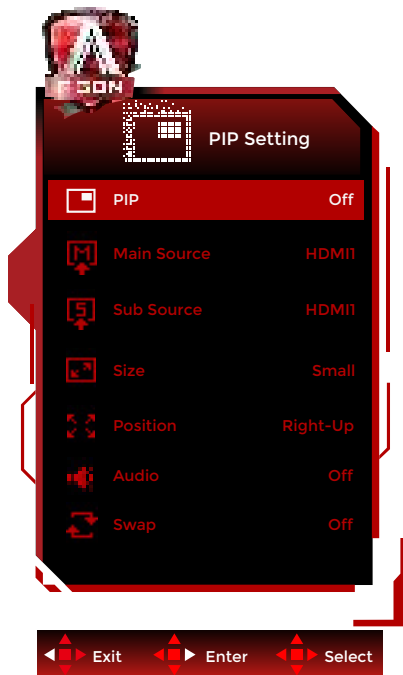 AGON
PIP Setting
PIP Off
Main Source HDMI1
Sub Source HDMI1
Size Small
Position Right-Up
Audio Off
Swap Off
Exit Enter Select